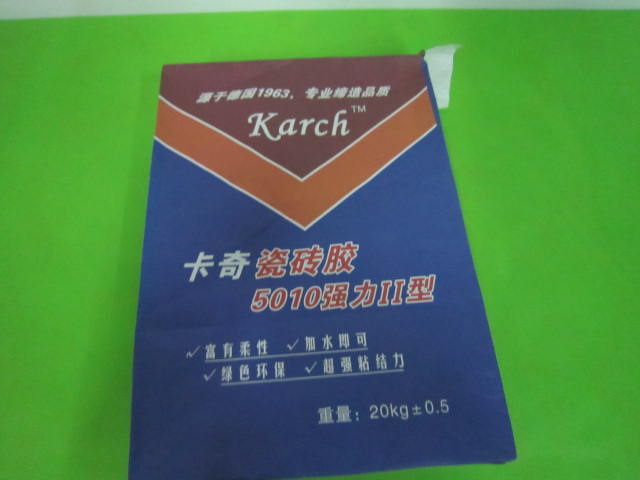 源于德国1963，专业缔造品质
Karch™
卡奇 瓷砖胶
5010强力II型
✓富有柔性 ✓加水即可
✓绿色环保 ✓超强粘结力
重量：20kg±0.5